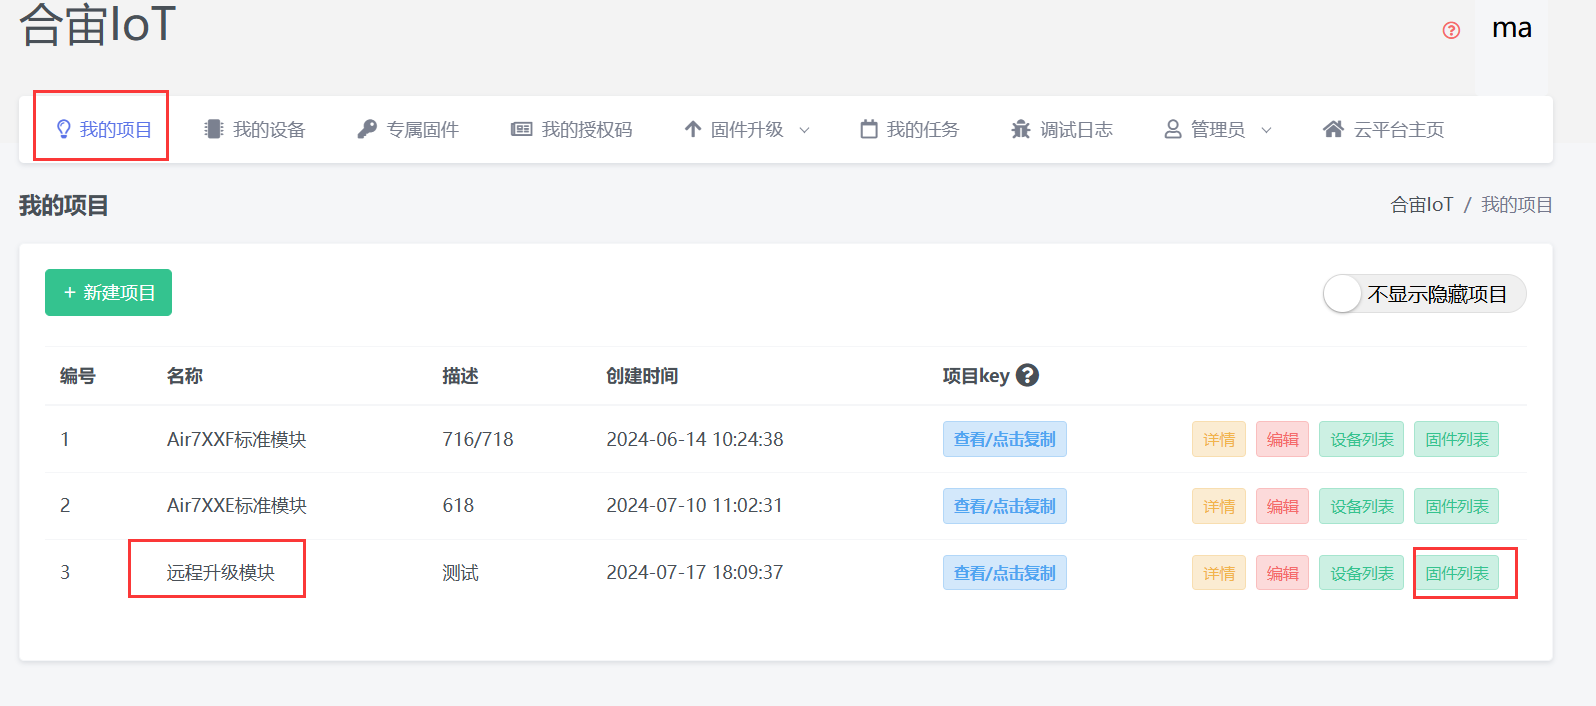 合宙IoT
ma
我的项目 我的设备 专属固件 我的授权码 固件升级 我的任务 调试日志 管理员 云平台主页
我的项目
合宙IoT / 我的项目
+ 新建项目
不显示隐藏项目
编号 名称 描述 创建时间 项目key
1 Air7XXF标准模块 716/718 2024-06-14 10:24:38 查看/点击复制 详情 编辑 设备列表 固件列表
2 Air7XXE标准模块 618 2024-07-10 11:02:31 查看/点击复制 详情 编辑 设备列表 固件列表
3 远程升级模块 测试 2024-07-17 18:09:37 查看/点击复制 详情 编辑 设备列表 固件列表